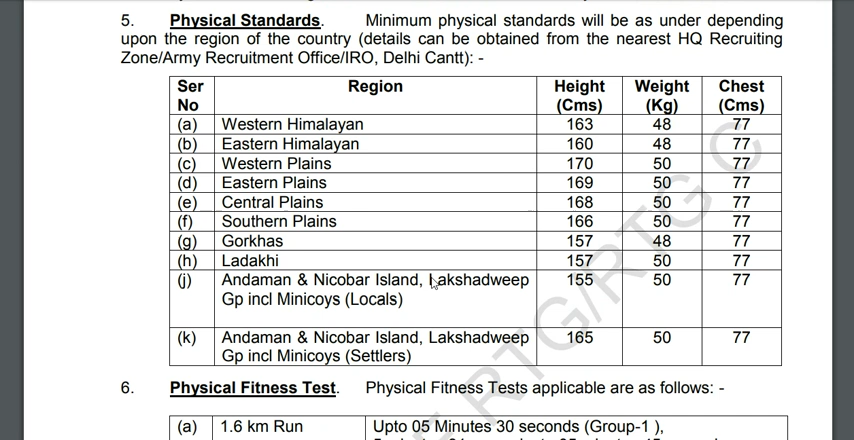 5. Physical Standards. Minimum physical standards will be as under depending
upon the region of the country (details can be obtained from the nearest HQ Recruiting
Zone/Army Recruitment Office/IRO, Delhi Cantt): -
Ser No Region Height (Cms) Weight (Kg) Chest (Cms)
(a) Western Himalayan 163 48 77
(b) Eastern Himalayan 160 48 77
(c) Western Plains 170 50 77
(d) Eastern Plains 169 50 77
(e) Central Plains 168 50 77
(f) Southern Plains 166 50 77
(g) Gorkhas 157 48 77
(h) Ladakhi 157 50 77
(j) Andaman & Nicobar Island, Lakshadweep 155 50 77
Gp incl Minicoys (Locals)
(k) Andaman & Nicobar Island, Lakshadweep 165 50 77
Gp incl Minicoys (Settlers)
6. Physical Fitness Test. Physical Fitness Tests applicable are as follows: -
(a) 1.6 km Run Upto 05 Minutes 30 seconds (Group-1 ),
RTG/RTG C